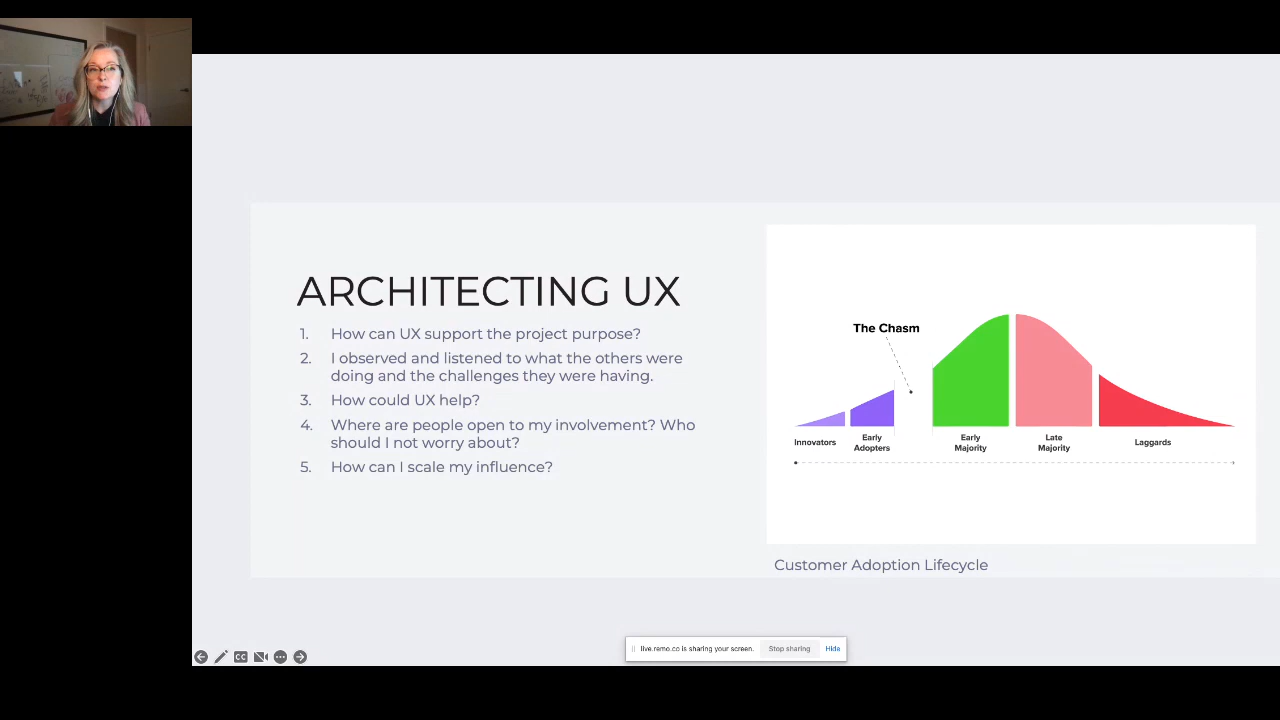 ARCHITECTING UX
1. How can UX support the project purpose?
2. I observed and listened to what the others were
doing and the challenges they were having.
3. How could UX help?
4. Where are people open to my involvement? Who
should I not worry about?
5. How can I scale my influence?
The Chasm
Innovators
Early
Adopters
Early
Majority
Late
Majority
Laggards
Customer Adoption Lifecycle
CC
live.remo.co is sharing your screen. Stop sharing Hide